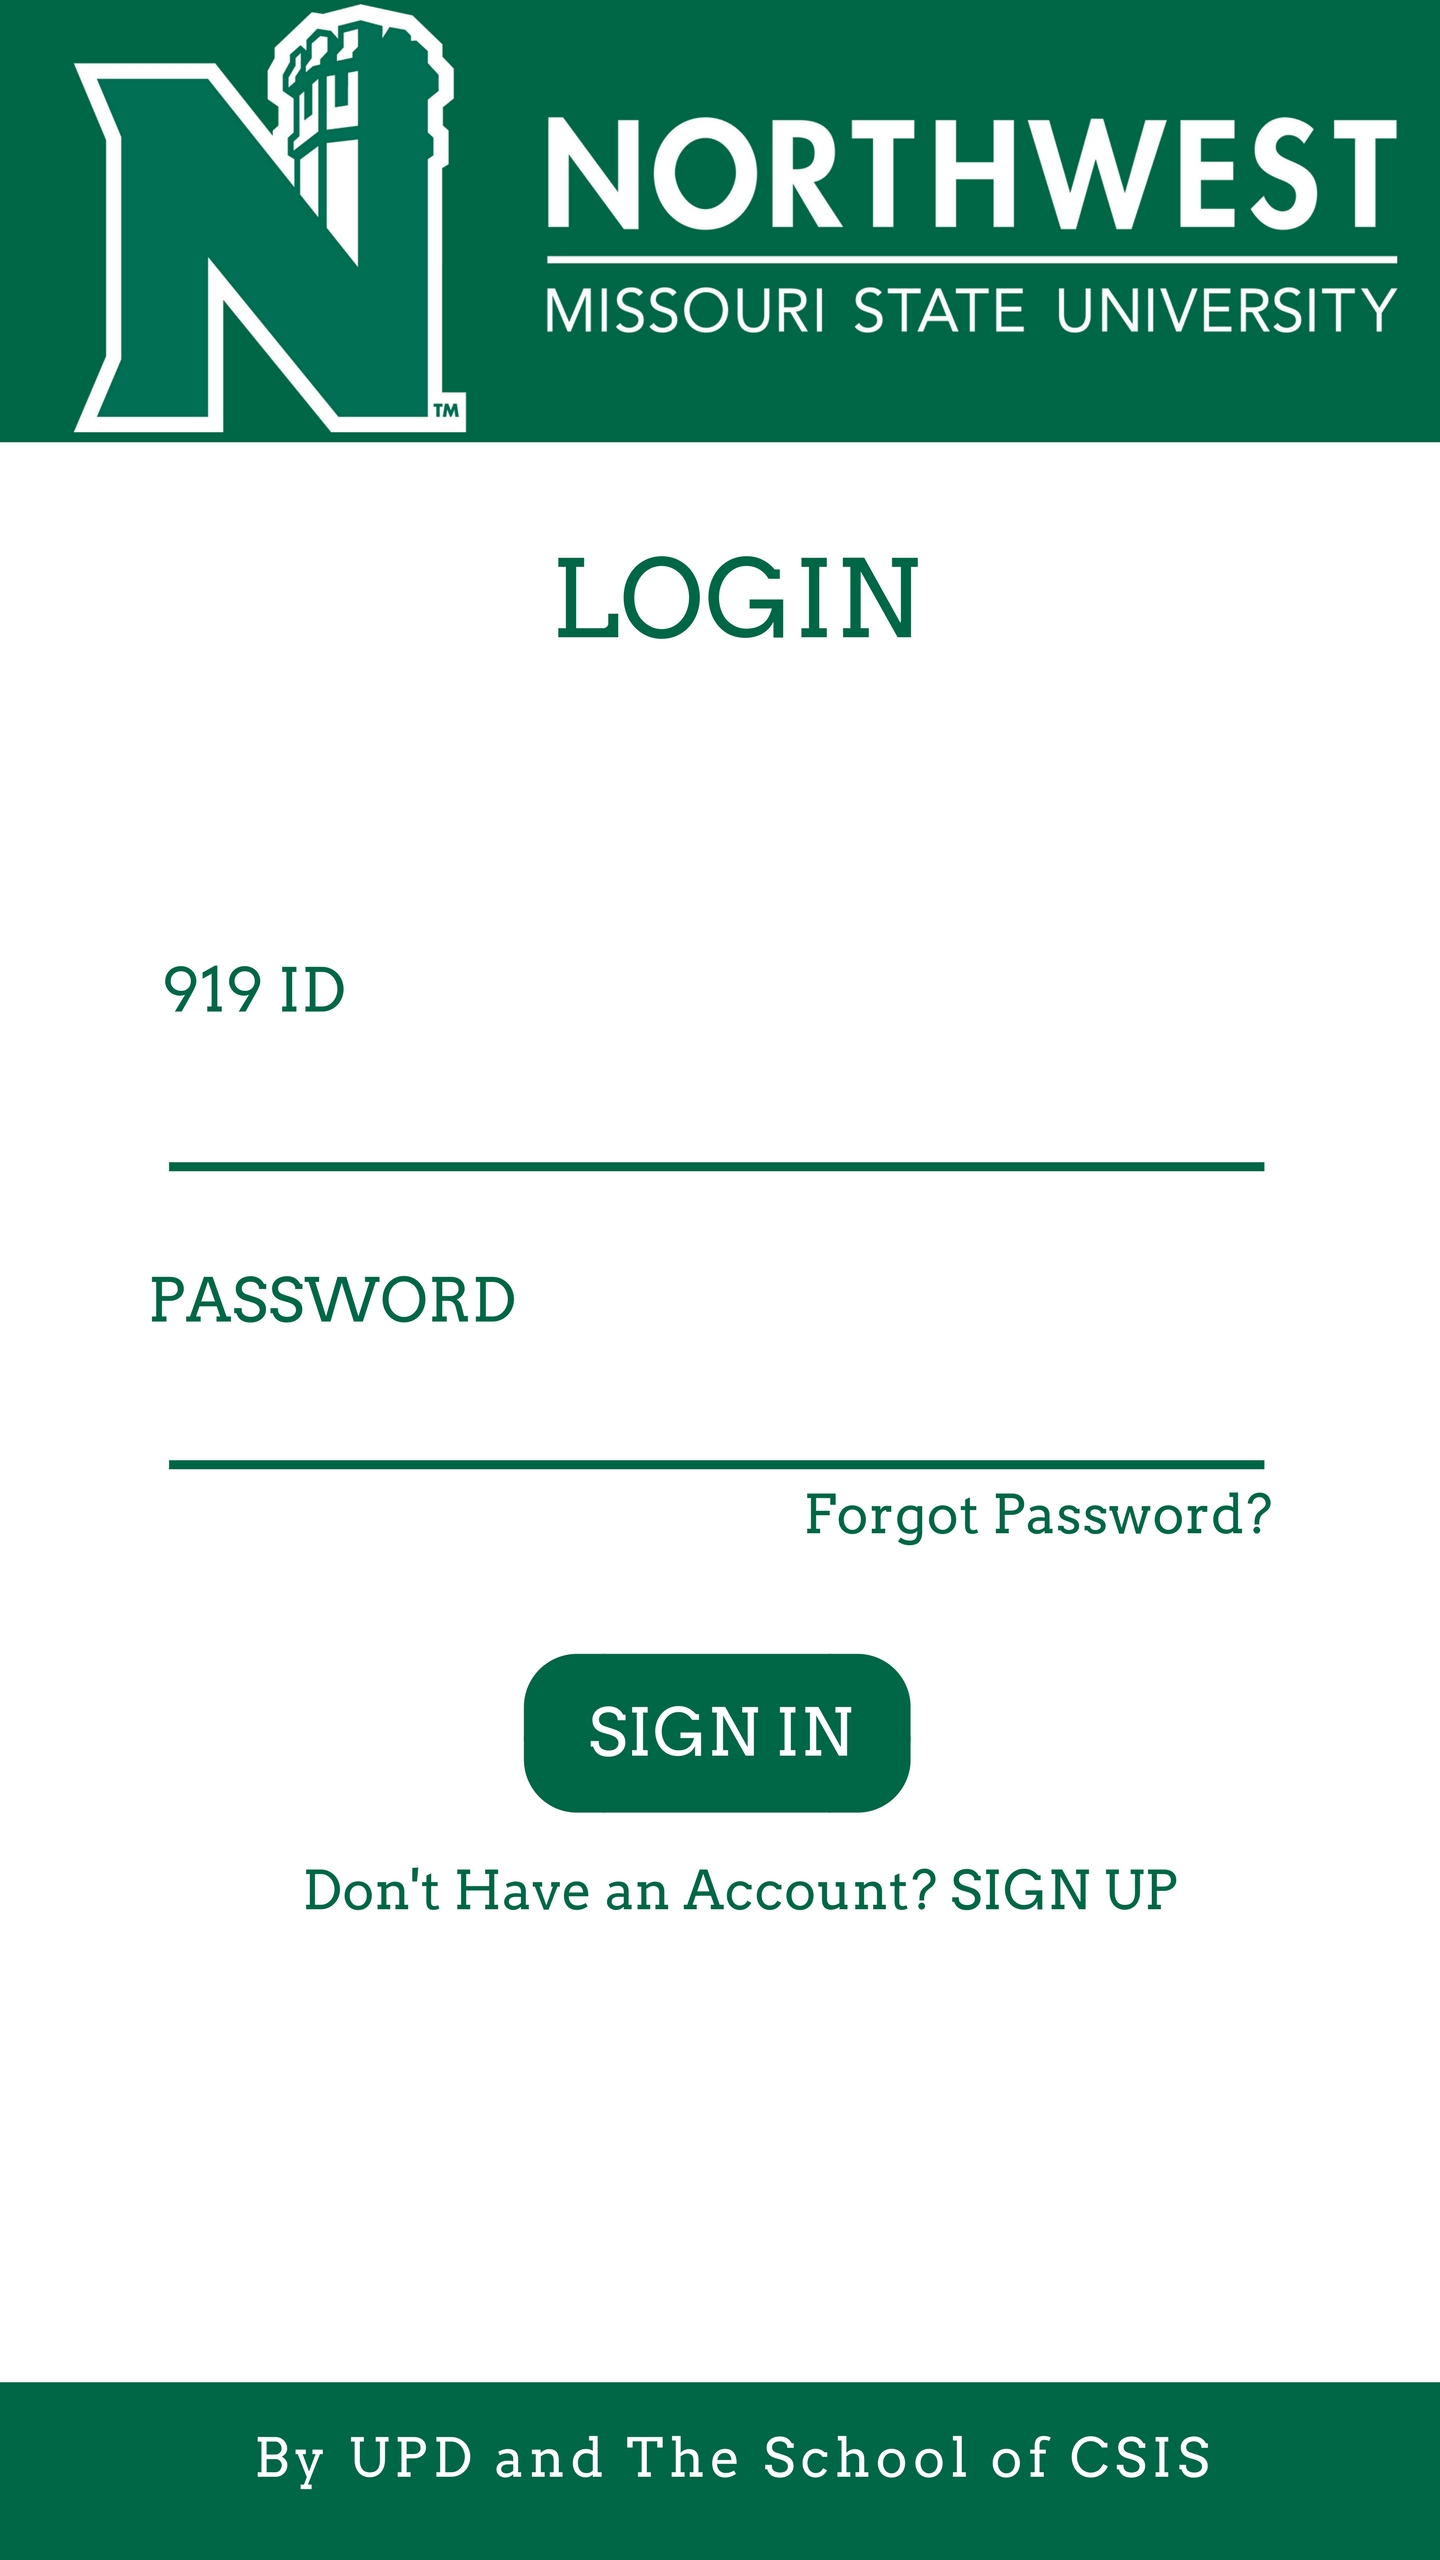 NORTHWEST
MISSOURI STATE UNIVERSITY
TM
LOGIN
919 ID
PASSWORD
Forgot Password?
SIGN IN
Don't Have an Account? SIGN UP
By UPD and The School of CSIS